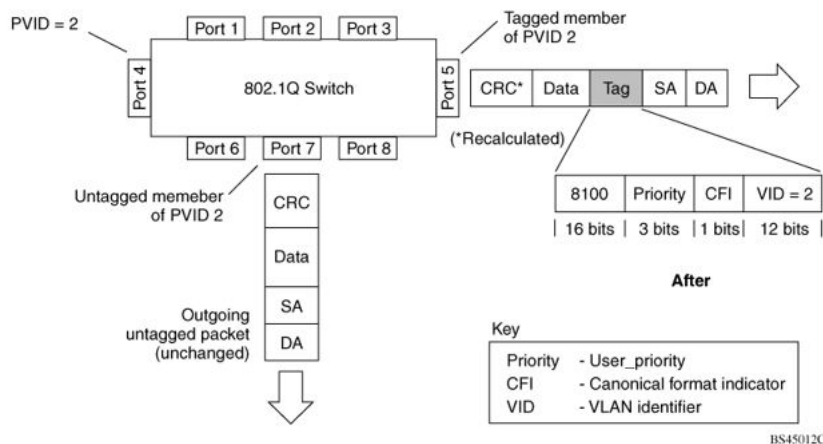 PVID = 2
Port 1
Port 2
Port 3
Tagged member
of PVID 2
Port 4
802.1Q Switch
Port 5
CRC*
Data
Tag
SA
DA
(*Recalculated)
Port 6
Port 7
Port 8
Untagged memeber
of PVID 2
8100
Priority
CFI
VID = 2
16 bits
3 bits
1 bits
12 bits
After
CRC
Data
SA
DA
Outgoing
untagged packet
(unchanged)
Key
Priority - User_priority
CFI - Canonical format indicator
VID - VLAN identifier
BS45012C